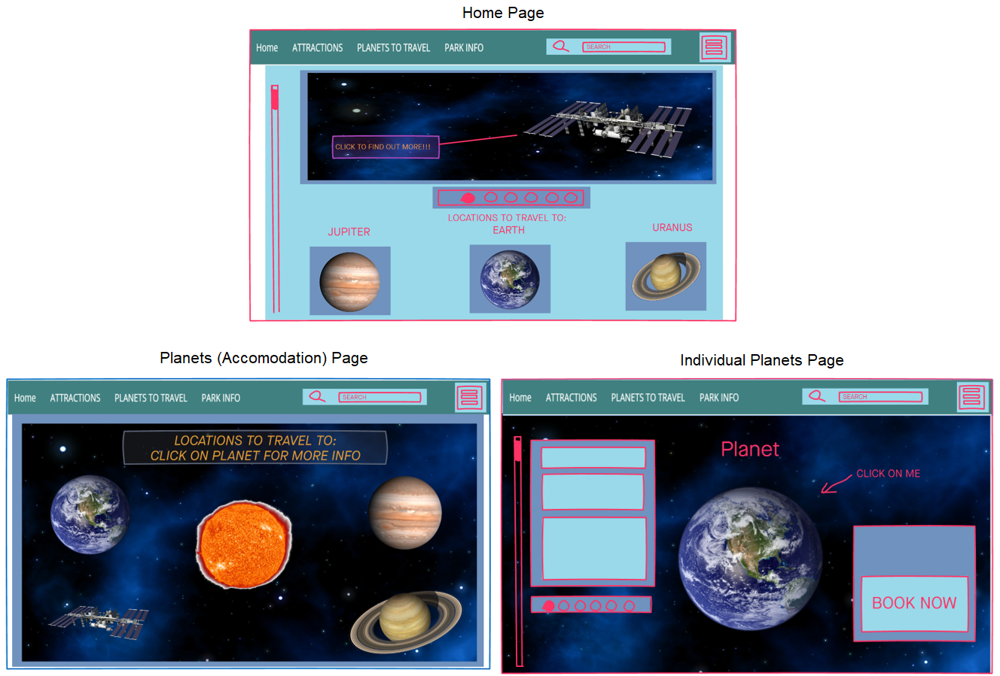 Home Page
Home ATTRACTIONS PLANETS TO TRAVEL PARK INFO SEARCH
CLICK TO FIND OUT MORE!!!
LOCATIONS TO TRAVEL TO:
JUPITER EARTH URANUS
Planets (Accomodation) Page
Home ATTRACTIONS PLANETS TO TRAVEL PARK INFO SEARCH
LOCATIONS TO TRAVEL TO:
CLICK ON PLANET FOR MORE INFO
Individual Planets Page
Home ATTRACTIONS PLANETS TO TRAVEL PARK INFO SEARCH
Planet
CLICK ON ME
BOOK NOW